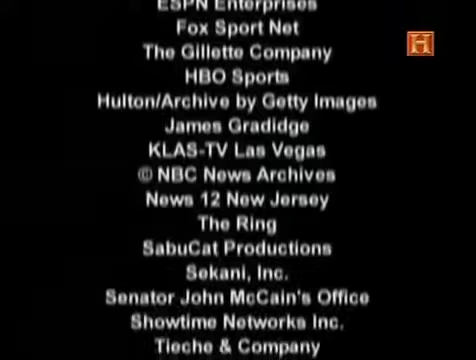 ESPN Enterprises
Fox Sport Net
The Gillette Company
HBO Sports
Hulton/Archive by Getty Images
James Gradidge
KLAS-TV Las Vegas
© NBC News Archives
News 12 New Jersey
The Ring
SabuCat Productions
Sekani, Inc.
Senator John McCain's Office
Showtime Networks Inc.
Tieche & Company
H